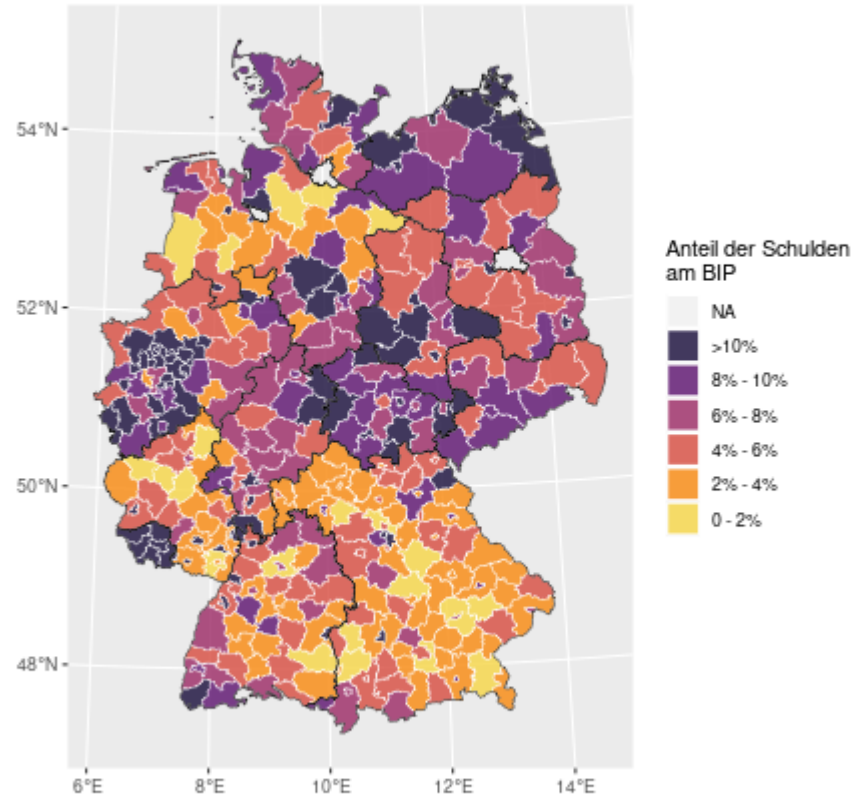 54°N
52°N
50°N
48°N
6°E 8°E 10°E 12°E 14°E
Anteil der Schulden
am BIP
NA
>10%
8% - 10%
6% - 8%
4% - 6%
2% - 4%
0 - 2%